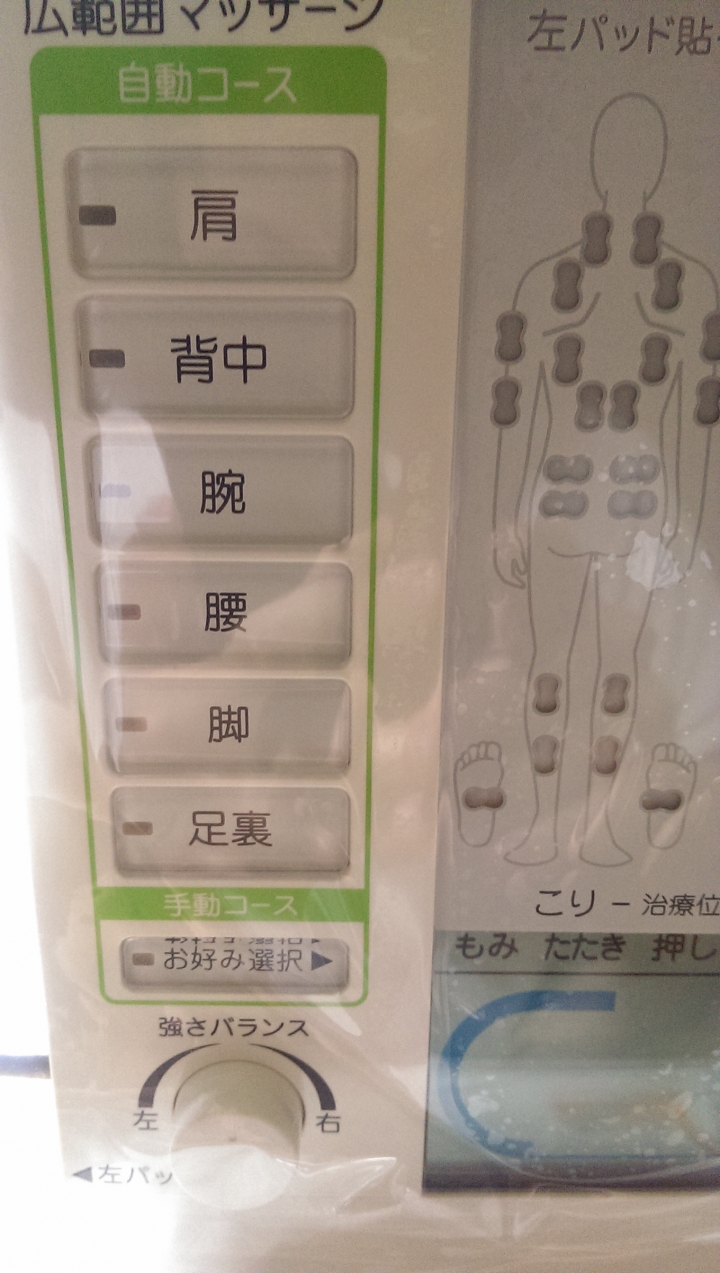 広範囲マッサージ
自動コース
肩
背中
腕
腰
脚
足裏
手動コース
お好み選択▶
強さバランス
左 右
◀左パッ
左パッド貼
こり－治療位
もみ たたき 押し